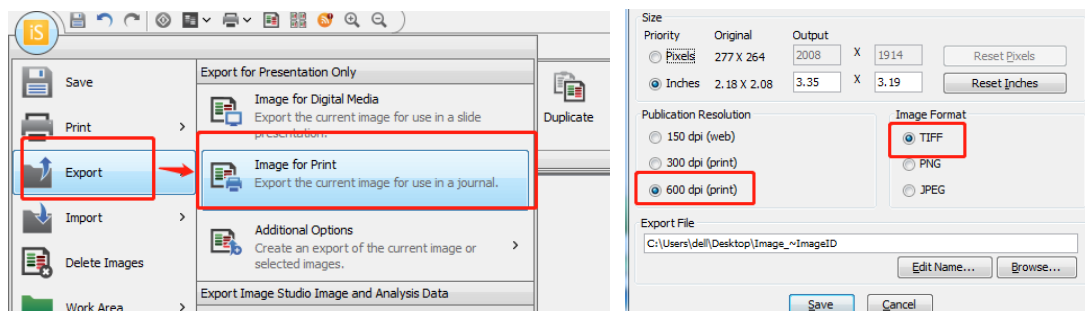 iS
Save
Print
Export
Import
Delete Images
Work Area
Export for Presentation Only
Image for Digital Media
Export the current image for use in a slide
presentation.
Image for Print
Export the current image for use in a journal.
Additional Options
Create an export of the current image or
selected images.
Export Image Studio Image and Analysis Data
Duplicate
Size
Priority Original Output
Pixels 277 X 264 2008 X 1914 Reset Pixels
Inches 2.18 X 2.08 3.35 X 3.19 Reset Inches
Publication Resolution
150 dpi (web)
300 dpi (print)
600 dpi (print)
Image Format
TIFF
PNG
JPEG
Export File
C:\Users\dell\Desktop\Image_~ImageID
Edit Name... Browse...
Save Cancel